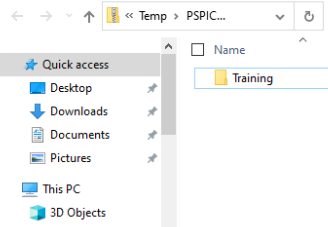 « Temp > PSPIC...
Name
Training
Quick access
Desktop
Downloads
Documents
Pictures
This PC
3D Objects